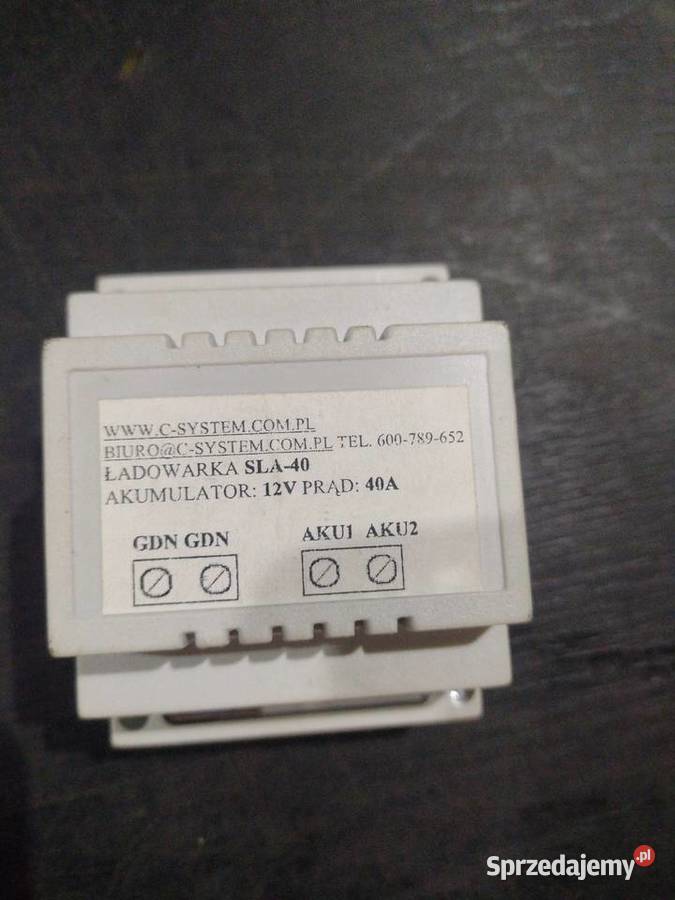 WWW.C-SYSTEM.COM.PL
BIURO@C-SYSTEM.COM.PL TEL. 600-789-652
ŁADOWARKA SLA-40
AKUMULATOR: 12V PRĄD: 40A
GDN GDN AKU1 AKU2
Sprzedajemy.pl